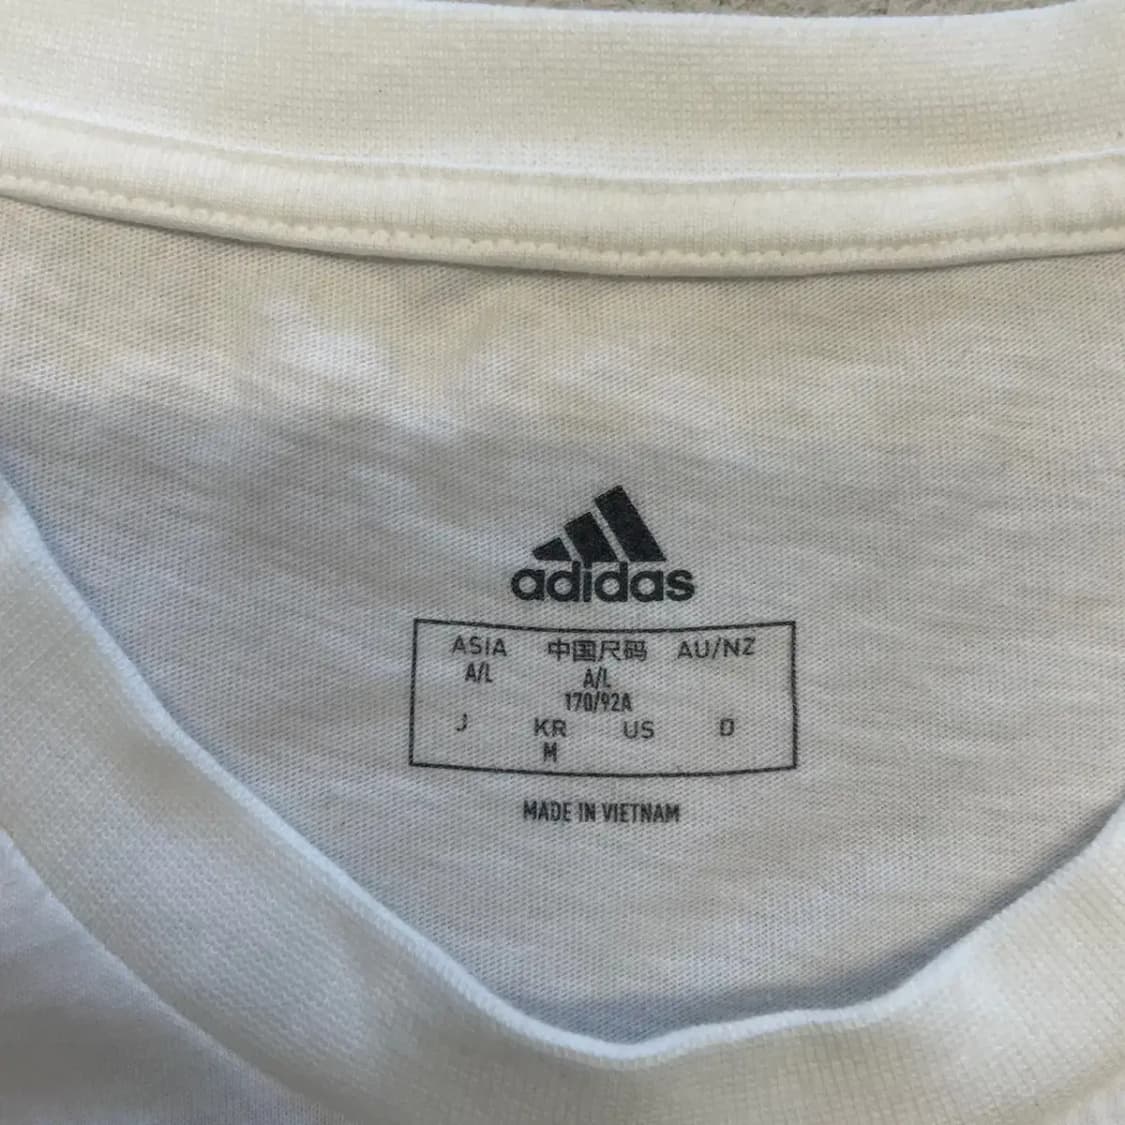 adidas
ASIA 中国尺码 AU/NZ
A/L A/L
170/92A
J KR US D
M
MADE IN VIETNAM